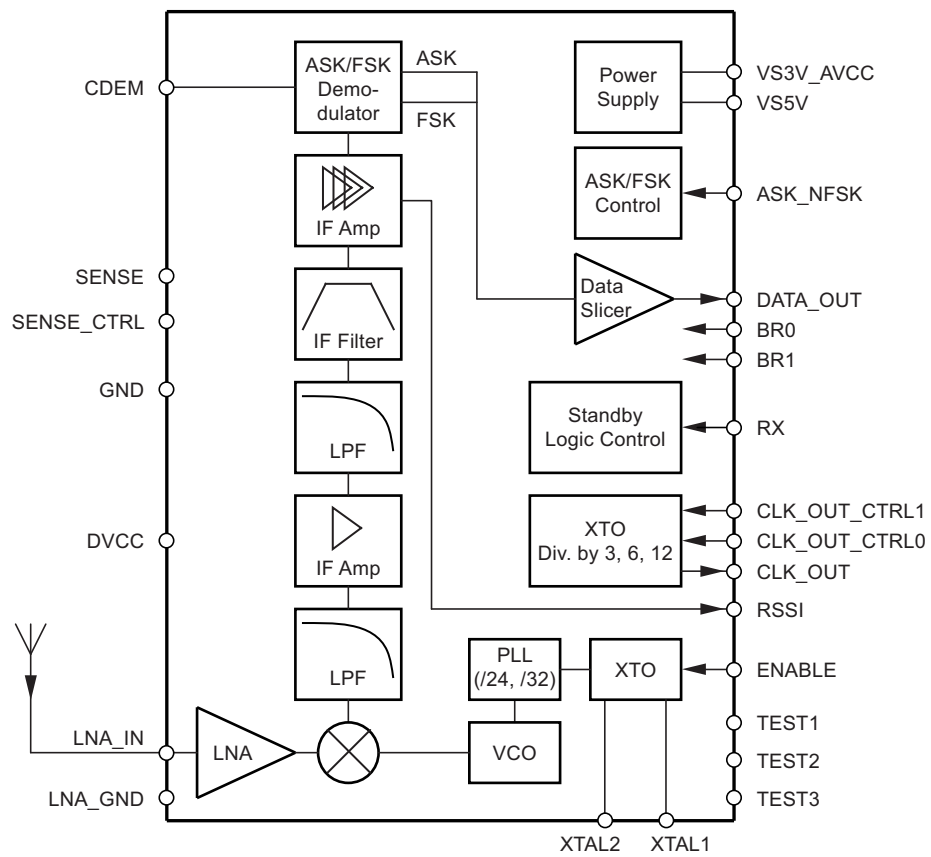 CDEM
SENSE
SENSE_CTRL
GND
DVCC
LNA_IN
LNA_GND
ASK/FSK
Demo-
dulator
ASK
FSK
IF Amp
IF Filter
LPF
IF Amp
LPF
LNA
VCO
PLL
(/24, /32)
XTO
Power
Supply
ASK/FSK
Control
Data
Slicer
Standby
Logic Control
XTO
Div. by 3, 6, 12
VS3V_AVCC
VS5V
ASK_NFSK
DATA_OUT
BR0
BR1
RX
CLK_OUT_CTRL1
CLK_OUT_CTRL0
CLK_OUT
RSSI
ENABLE
TEST1
TEST2
TEST3
XTAL2
XTAL1